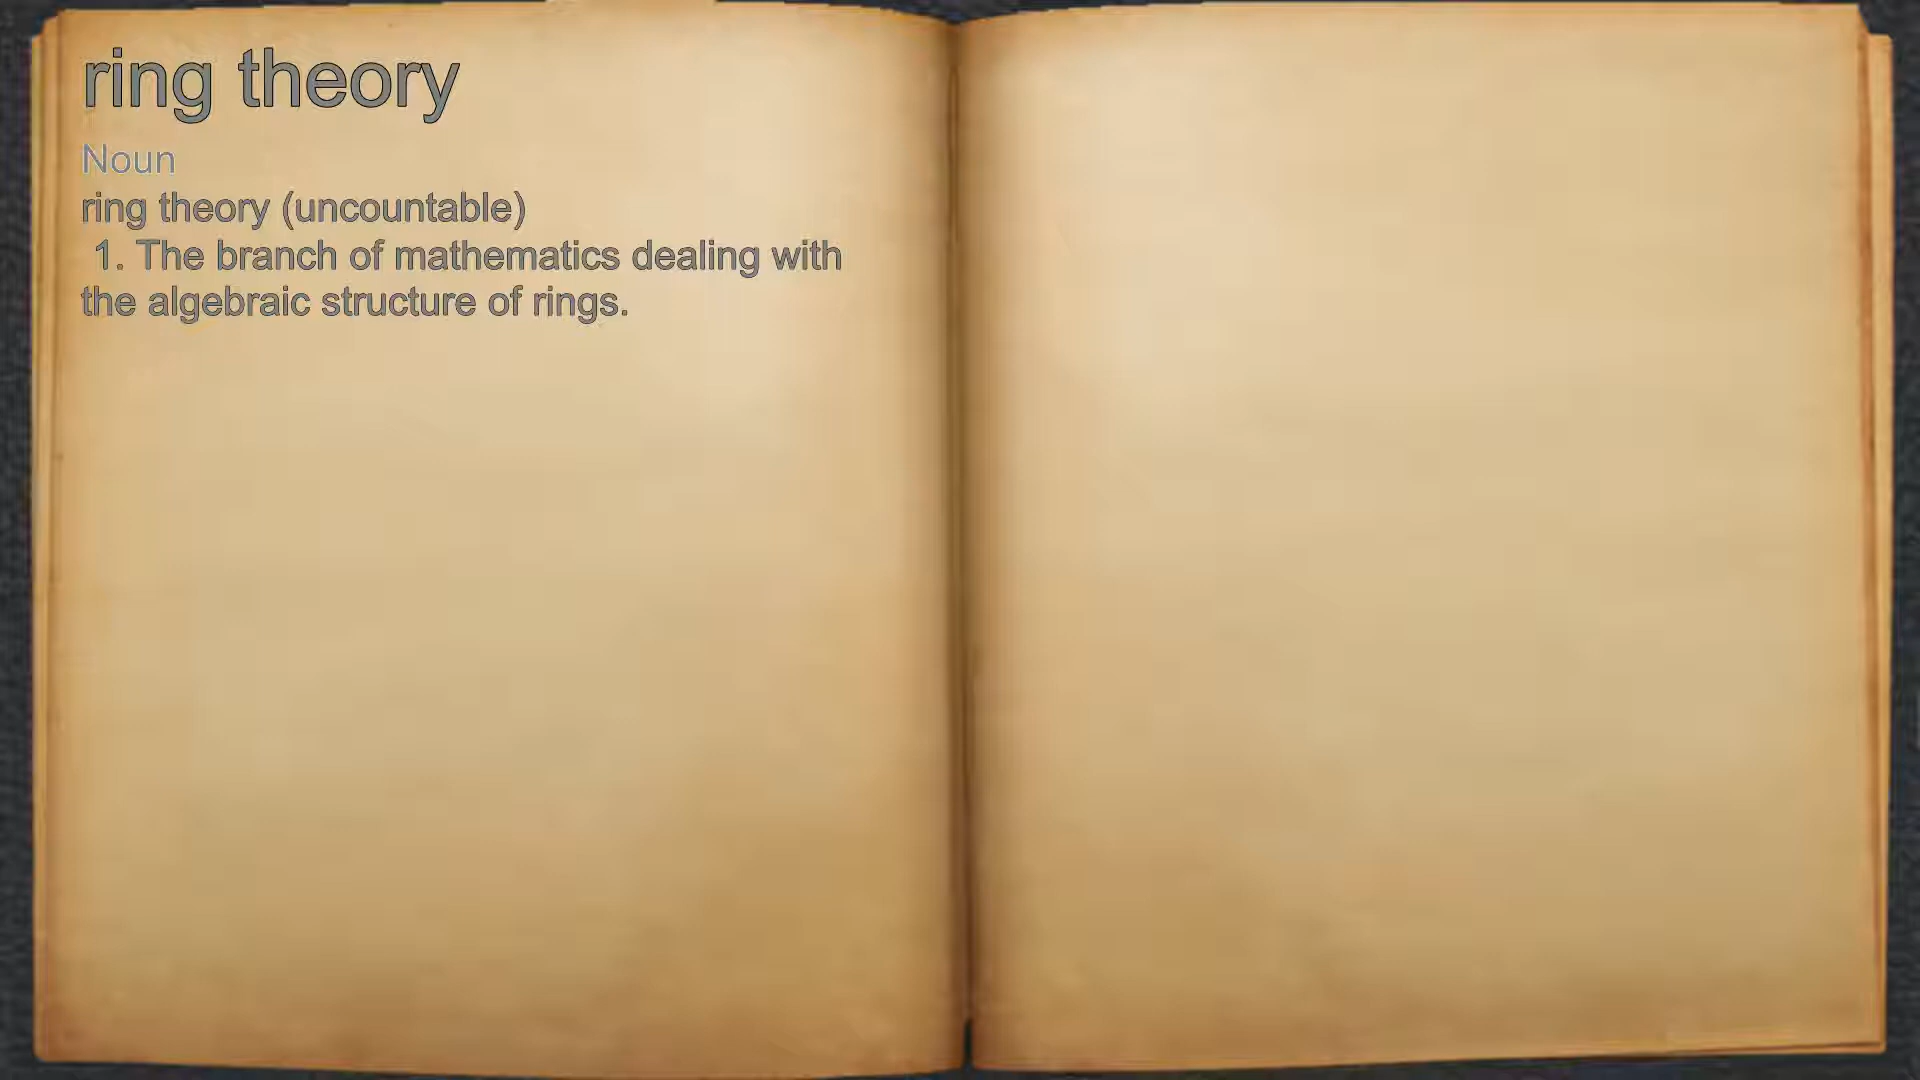 ring theory
Noun
ring theory (uncountable)
1. The branch of mathematics dealing with
the algebraic structure of rings.